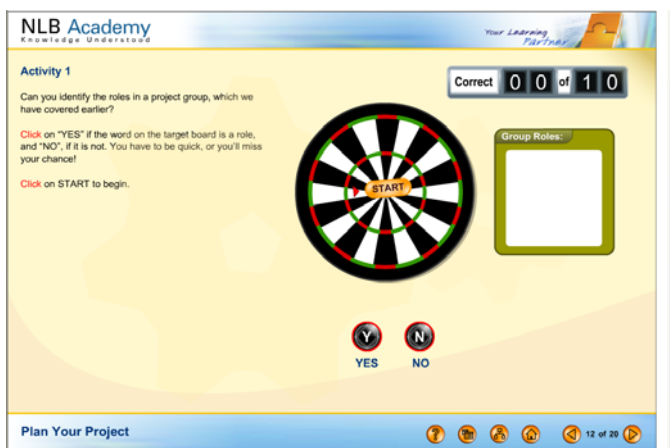 NLB Academy
Knowledge Understood
Your Learning
Partner
Activity 1
Can you identify the roles in a project group, which we
have covered earlier?
Click on "YES" if the word on the target board is a role,
and "NO", if it is not. You have to be quick, or you'll miss
your chance!
Click on START to begin.
Correct 0 0 of 1 0
Group Roles:
START
Y N
YES NO
Plan Your Project
? 12 of 20